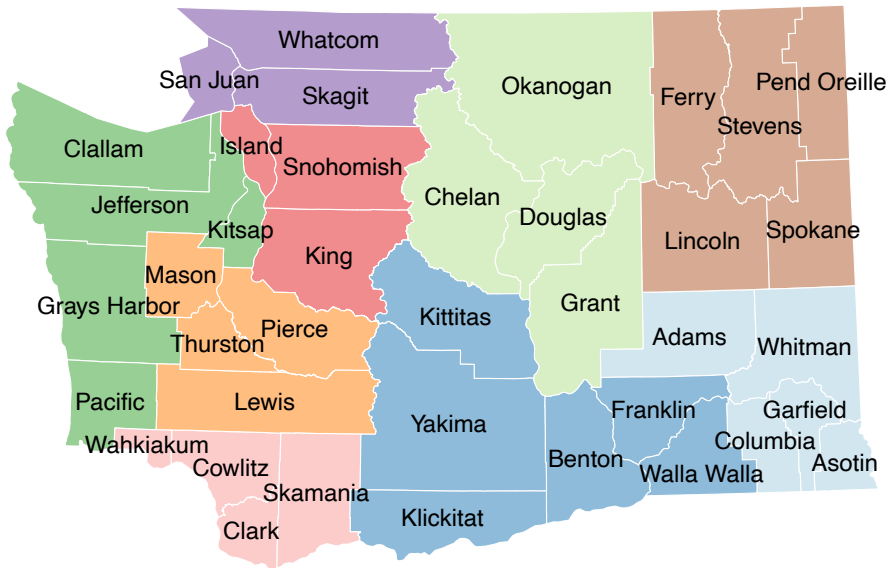 Whatcom
San Juan
Skagit
Okanogan
Ferry
Pend Oreille
Stevens
Clallam
Island
Snohomish
Chelan
Jefferson
Kitsap
Douglas
Lincoln
Spokane
King
Mason
Grays Harbor
Grant
Kittitas
Pierce
Thurston
Adams
Whitman
Pacific
Lewis
Yakima
Franklin
Garfield
Columbia
Wahkiakum
Cowlitz
Benton
Walla Walla
Asotin
Skamania
Klickitat
Clark